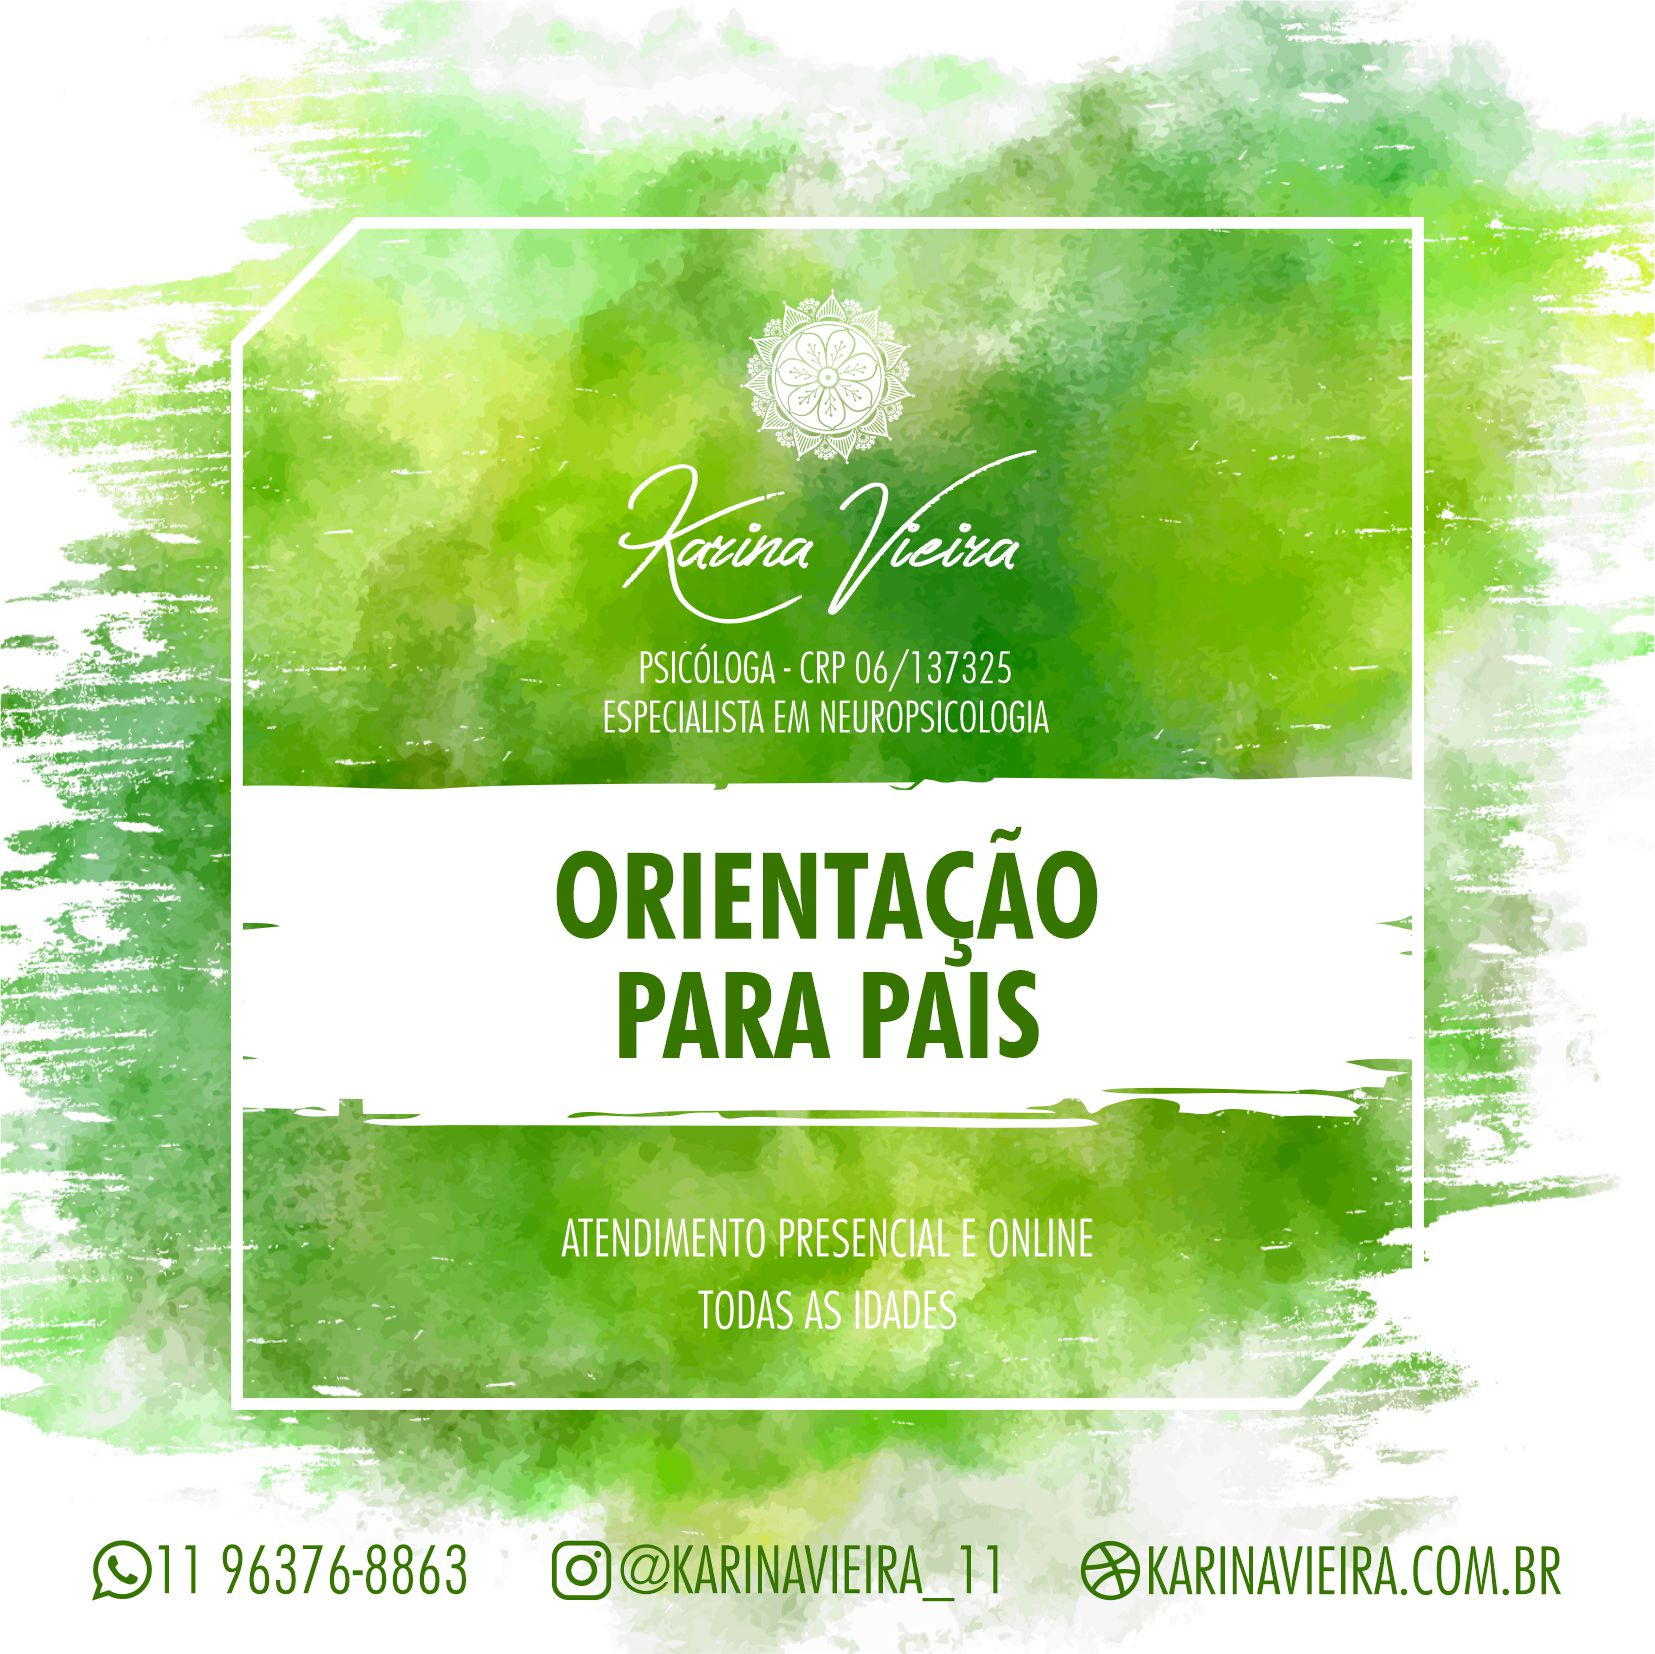 Karina Vieira
PSICÓLOGA - CRP 06/137325
ESPECIALISTA EM NEUROPSICOLOGIA
ORIENTAÇÃO
PARA PAIS
ATENDIMENTO PRESENCIAL E ONLINE
TODAS AS IDADES
11 96376-8863 @KARINAVIEIRA_11 KARINAVIEIRA.COM.BR